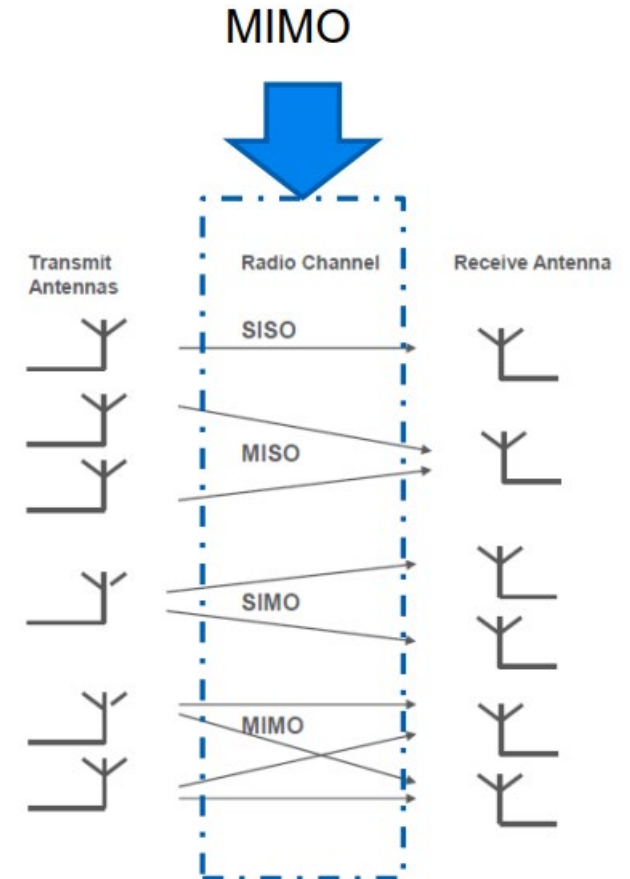 MIMO
Transmit
Antennas
Radio Channel
Receive Antenna
SISO
MISO
SIMO
MIMO